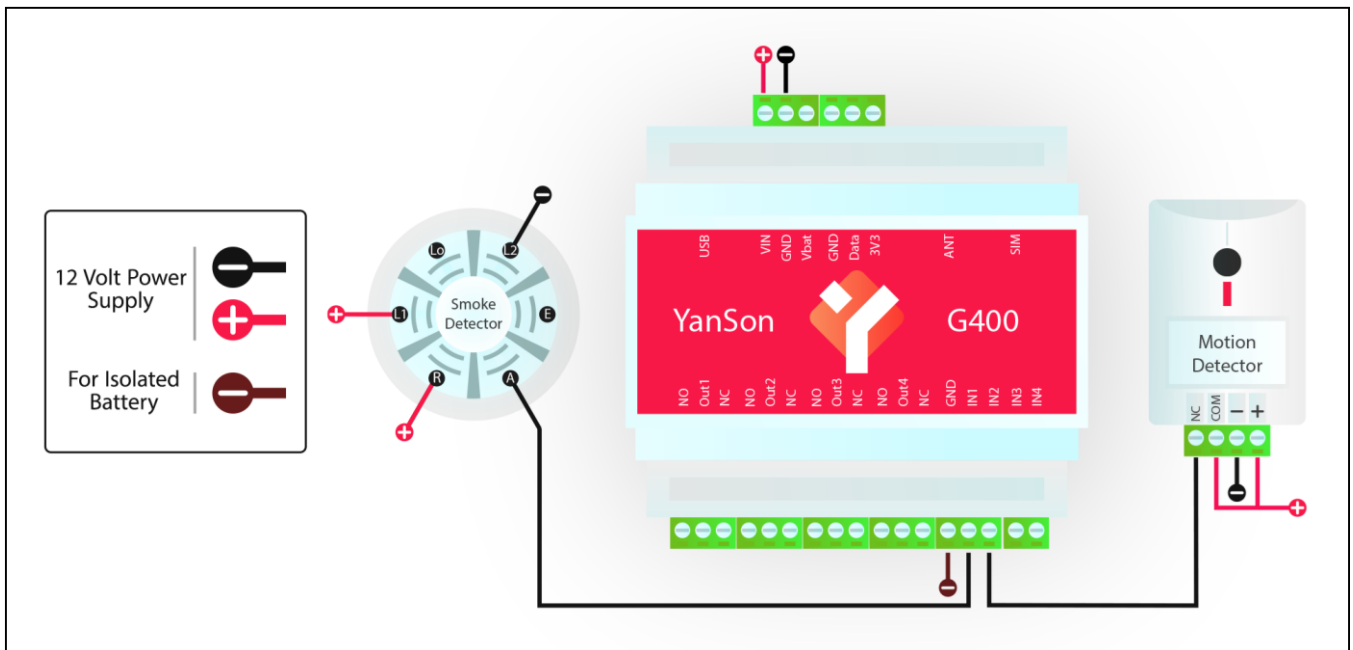 12 Volt Power
Supply
For Isolated
Battery
Lo
L2
L1
E
R
A
Smoke
Detector
USB
VIN
GND
Vbat
GND
Data
3V3
ANT
SIM
YanSon
G400
NO
Out1
NC
NO
Out2
NC
NO
Out3
NC
NO
Out4
NC
GND
IN1
IN2
IN3
IN4
Motion
Detector
NC
COM
−
+